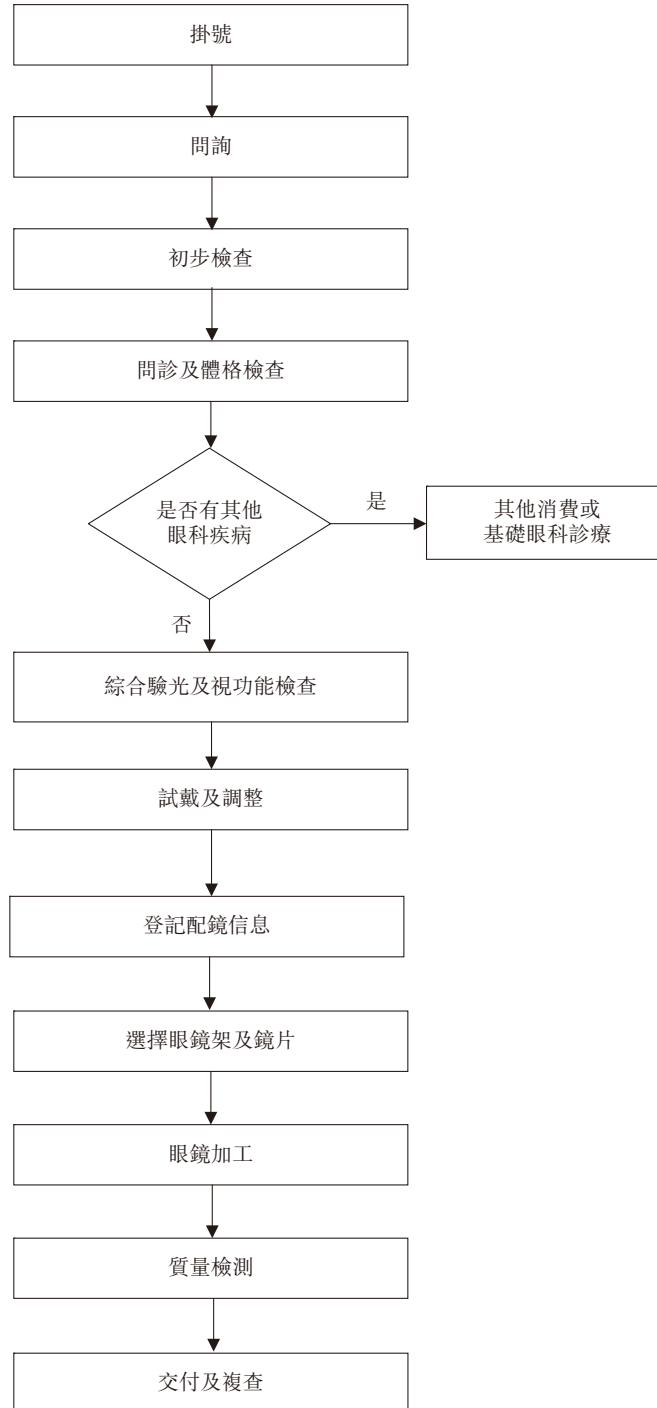 掛號
問詢
初步檢查
問診及體格檢查
是否有其他
眼科疾病
是
其他消費或
基礎眼科診療
否
綜合驗光及視功能檢查
試戴及調整
登記配鏡信息
選擇眼鏡架及鏡片
眼鏡加工
質量檢測
交付及複查